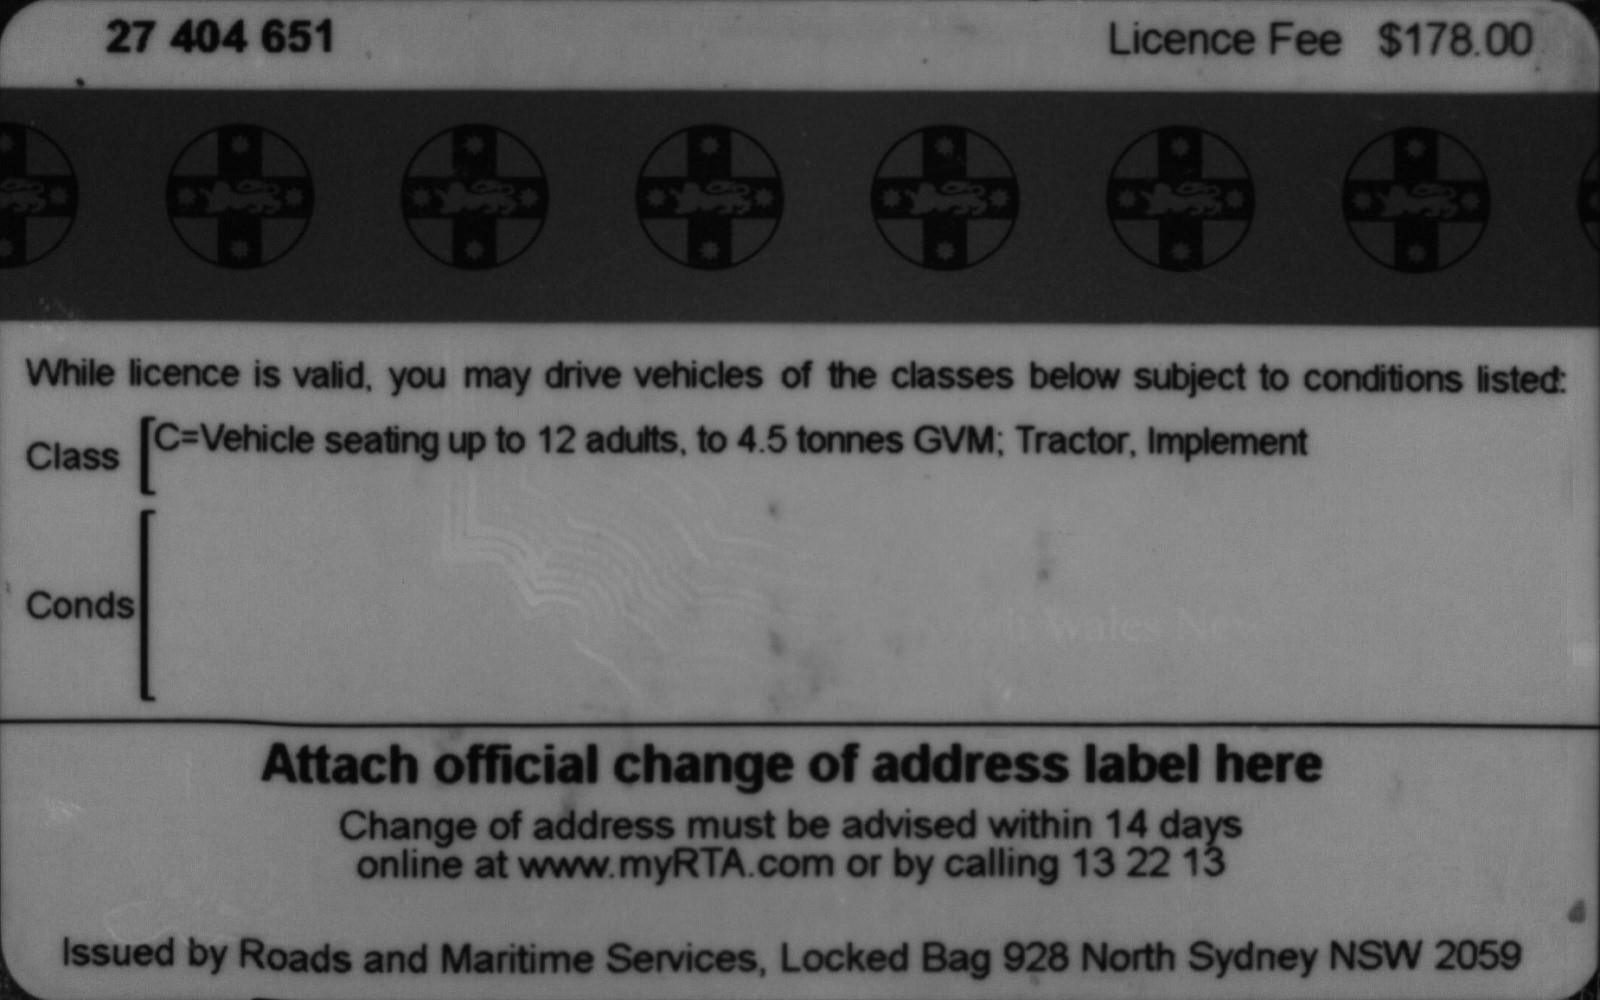 27 404 651
Licence Fee $178.00
While licence is valid, you may drive vehicles of the classes below subject to conditions listed:
Class
C=Vehicle seating up to 12 adults, to 4.5 tonnes GVM; Tractor, Implement
Conds
Wales New
Attach official change of address label here
Change of address must be advised within 14 days
online at www.myRTA.com or by calling 13 22 13
Issued by Roads and Maritime Services, Locked Bag 928 North Sydney NSW 2059